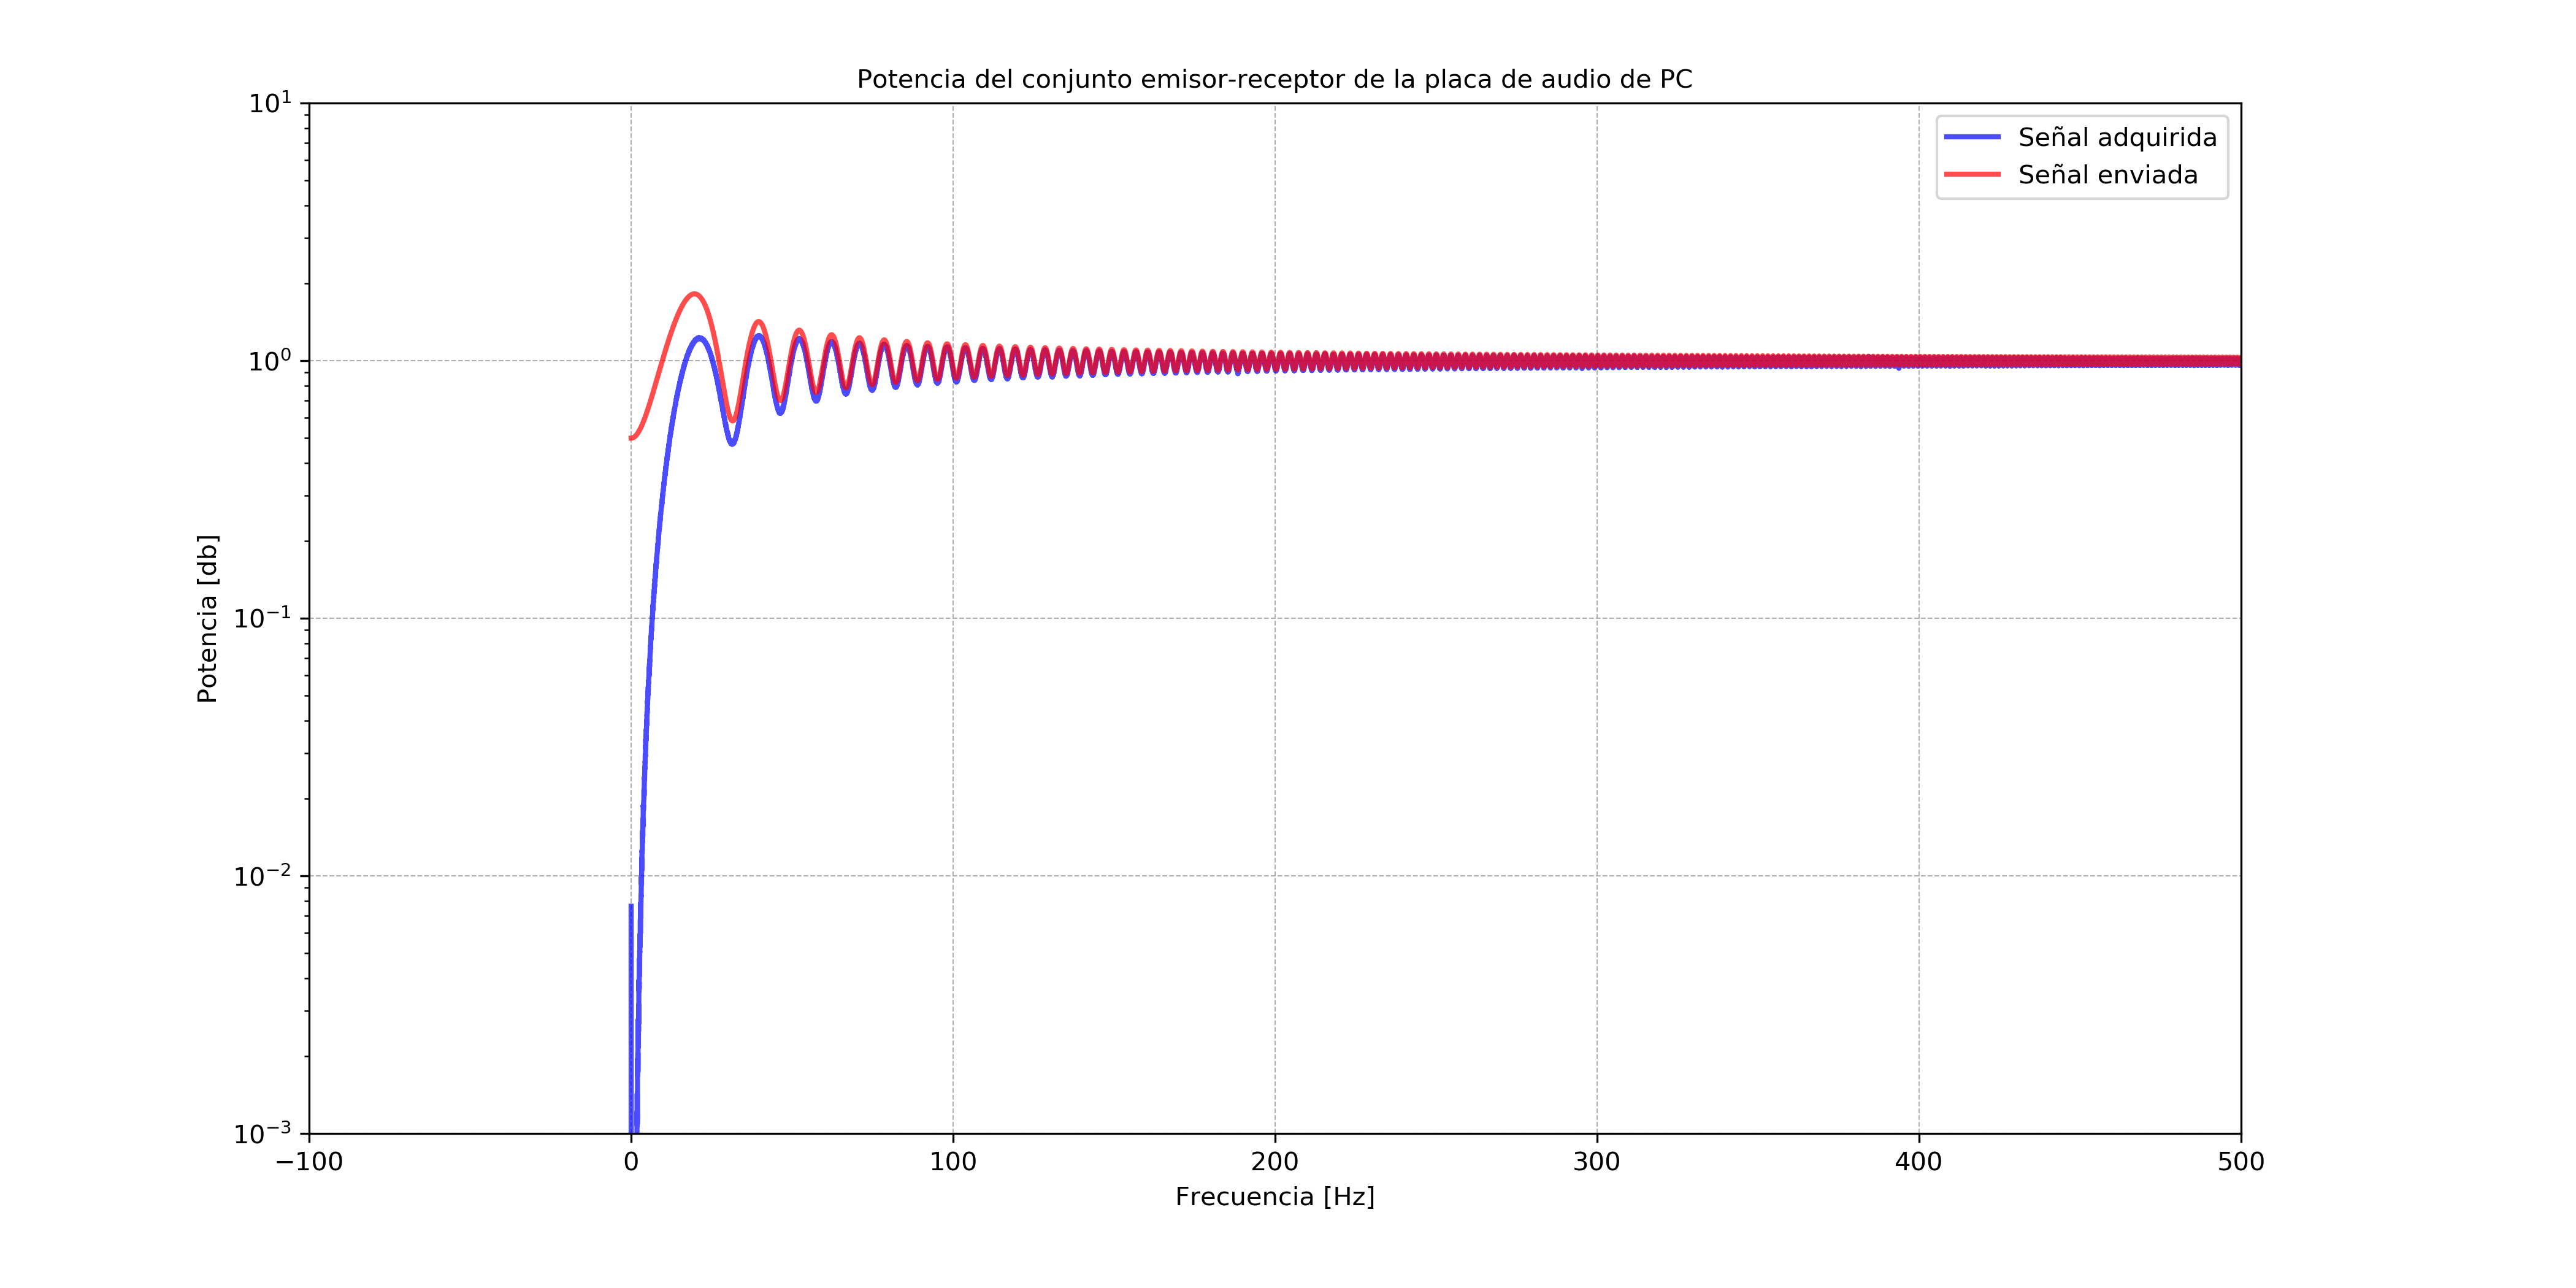 Potencia del conjunto emisor-receptor de la placa de audio de PC
Señal adquirida
Señal enviada
Potencia [db]
10¹
10⁰
10⁻¹
10⁻²
10⁻³
−100 0 100 200 300 400 500
Frecuencia [Hz]